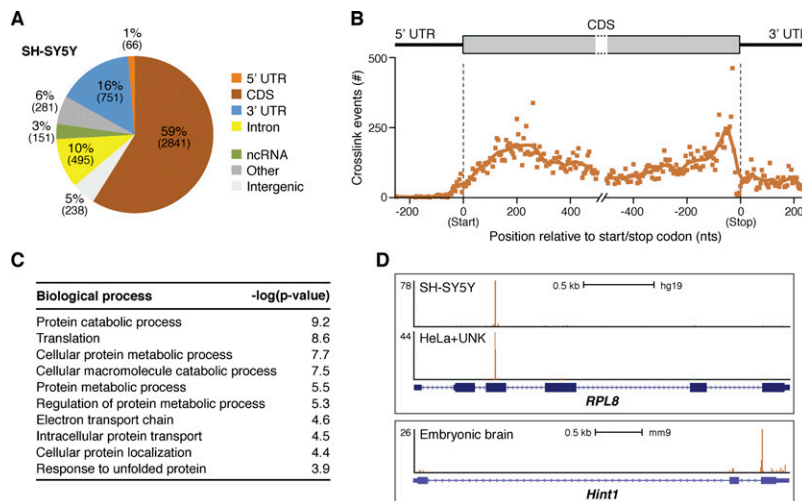 A
SH-SY5Y
1%
(66)
16%
(751)
6%
(281)
3%
(151)
10%
(495)
5%
(238)
59%
(2841)
5' UTR
CDS
3' UTR
Intron
ncRNA
Other
Intergenic
B
CDS
5' UTR
3' UT
Crosslink events (#)
500
250
0
0
200
400
-400
-200
0
200
(Start)
(Stop)
Position relative to start/stop codon (nts)
C
Biological process -log(p-value)
Protein catabolic process 9.2
Translation 8.6
Cellular protein metabolic process 7.7
Cellular macromolecule catabolic process 7.5
Protein metabolic process 5.5
Regulation of protein metabolic process 5.3
Electron transport chain 4.6
Intracellular protein transport 4.5
Cellular protein localization 4.4
Response to unfolded protein 3.9
D
78 SH-SY5Y 0.5 kb hg19
44 HeLa+UNK
RPL8
26 Embryonic brain 0.5 kb mm9
Hint1